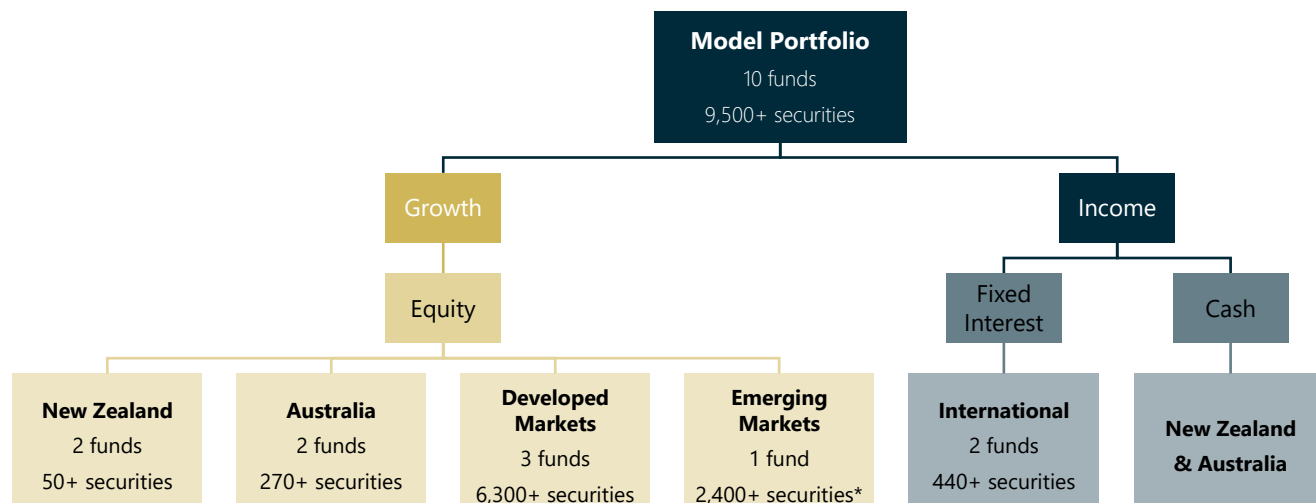 Model Portfolio
10 funds
9,500+ securities
Growth
Income
Equity
Fixed
Interest
Cash
New Zealand
2 funds
50+ securities
Australia
2 funds
270+ securities
Developed
Markets
3 funds
6,300+ securities
Emerging
Markets
1 fund
2,400+ securities*
International
2 funds
440+ securities
New Zealand
& Australia